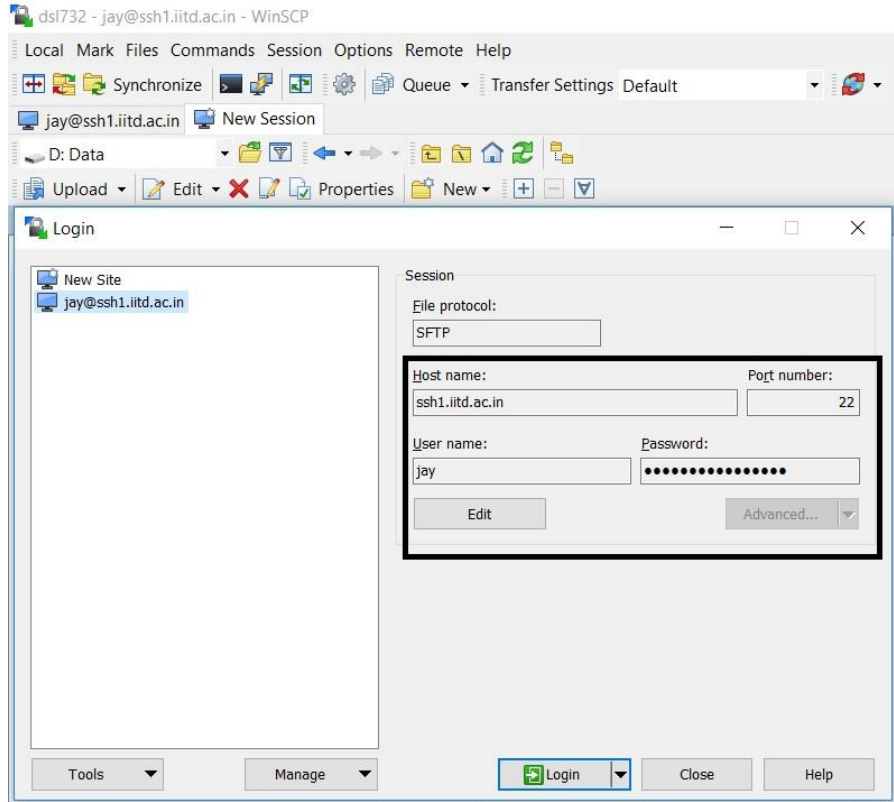 dsl732 - jay@ssh1.iitd.ac.in - WinSCP
Local Mark Files Commands Session Options Remote Help
Synchronize Queue Transfer Settings Default
jay@ssh1.iitd.ac.in New Session
D: Data
Upload Edit Properties New
Login
New Site
jay@ssh1.iitd.ac.in
Session
File protocol:
SFTP
Host name: Port number:
ssh1.iitd.ac.in 22
User name: Password:
jay ••••••••••••••••
Edit Advanced...
Tools Manage Login Close Help